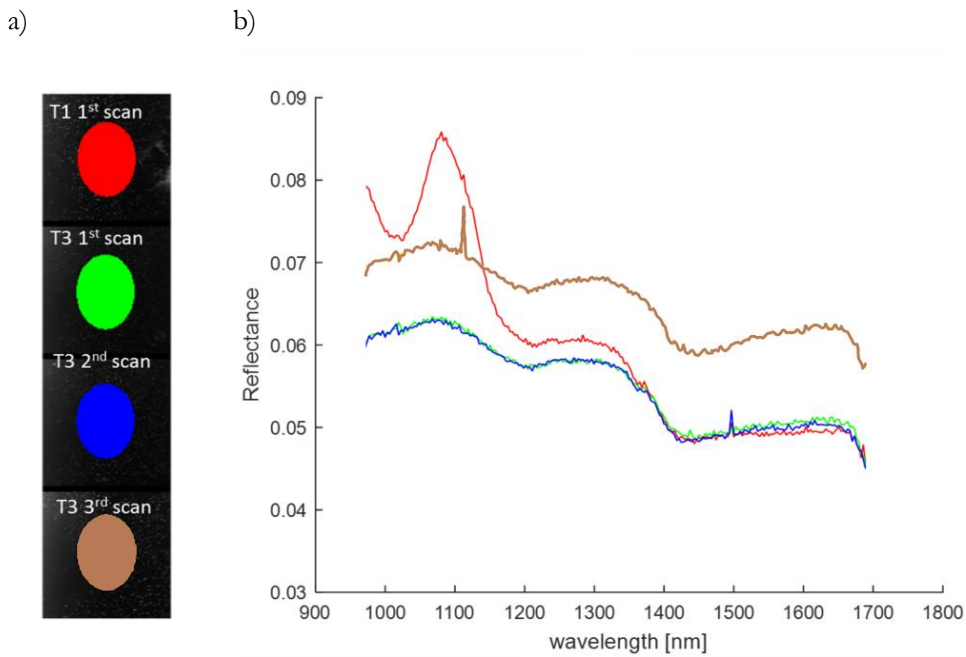 a)
b)
T1 1st scan
T3 1st scan
T3 2nd scan
T3 3rd scan
0.09
0.08
0.07
0.06
0.05
0.04
0.03
Reflectance
900 1000 1100 1200 1300 1400 1500 1600 1700 1800
wavelength [nm]